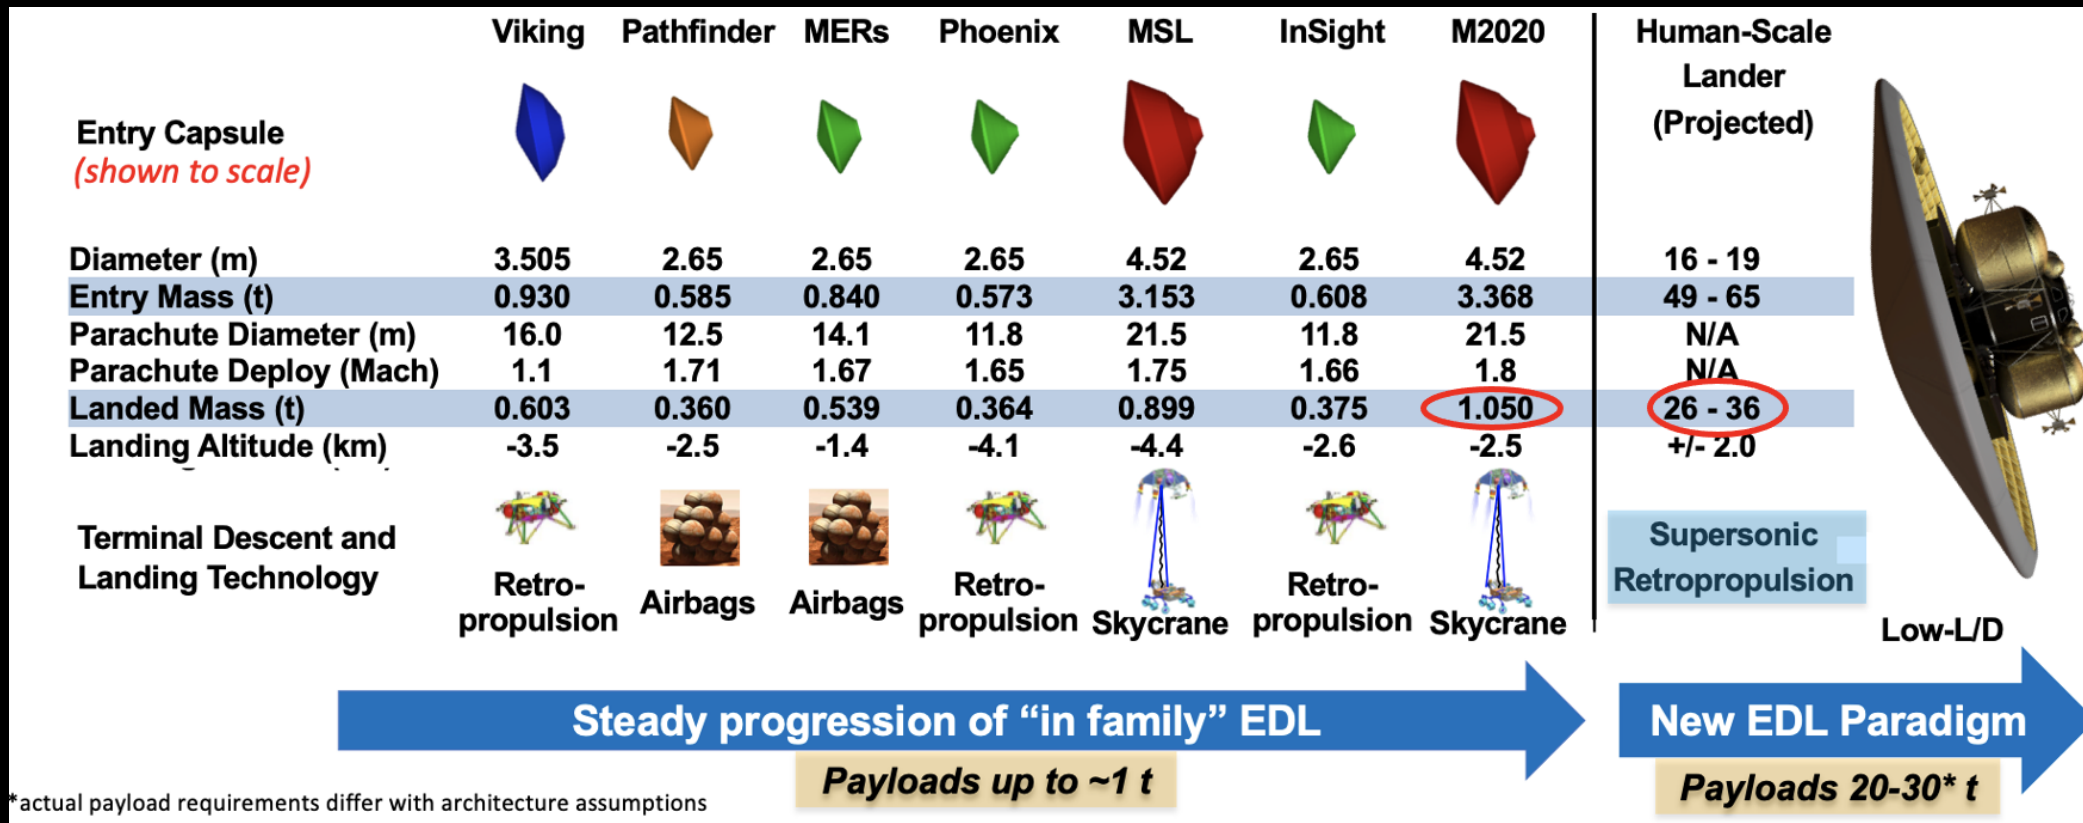 Viking Pathfinder MERs Phoenix MSL InSight M2020 Human-Scale
Lander
(Projected)
Entry Capsule
(shown to scale)
Diameter (m) 3.505 2.65 2.65 2.65 4.52 2.65 4.52 16 - 19
Entry Mass (t) 0.930 0.585 0.840 0.573 3.153 0.608 3.368 49 - 65
Parachute Diameter (m) 16.0 12.5 14.1 11.8 21.5 11.8 21.5 N/A
Parachute Deploy (Mach) 1.1 1.71 1.67 1.65 1.75 1.66 1.8 N/A
Landed Mass (t) 0.603 0.360 0.539 0.364 0.899 0.375 1.050 26 - 36
Landing Altitude (km) -3.5 -2.5 -1.4 -4.1 -4.4 -2.6 -2.5 +/- 2.0
Terminal Descent and
Landing Technology
Retro-
propulsion
Airbags
Airbags
Retro-
propulsion
Skycrane
Retro-
propulsion
Skycrane
Supersonic
Retropropulsion
Low-L/D
Steady progression of “in family” EDL
New EDL Paradigm
Payloads up to ~1 t
Payloads 20-30* t
*actual payload requirements differ with architecture assumptions